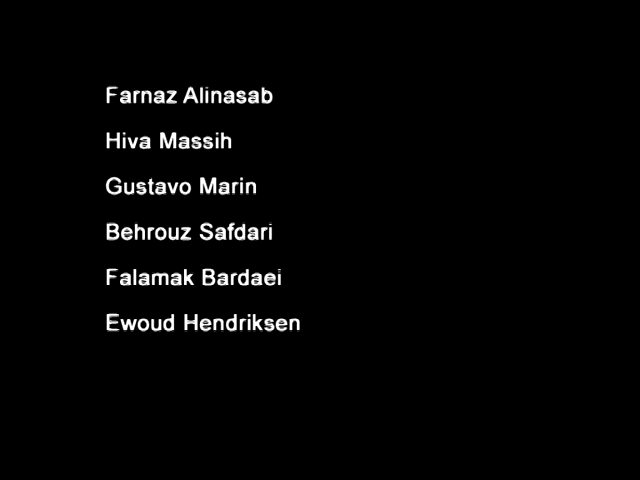 Farnaz Alinasab
Hiva Massih
Gustavo Marin
Behrouz Safdari
Falamak Bardaei
Ewoud Hendriksen